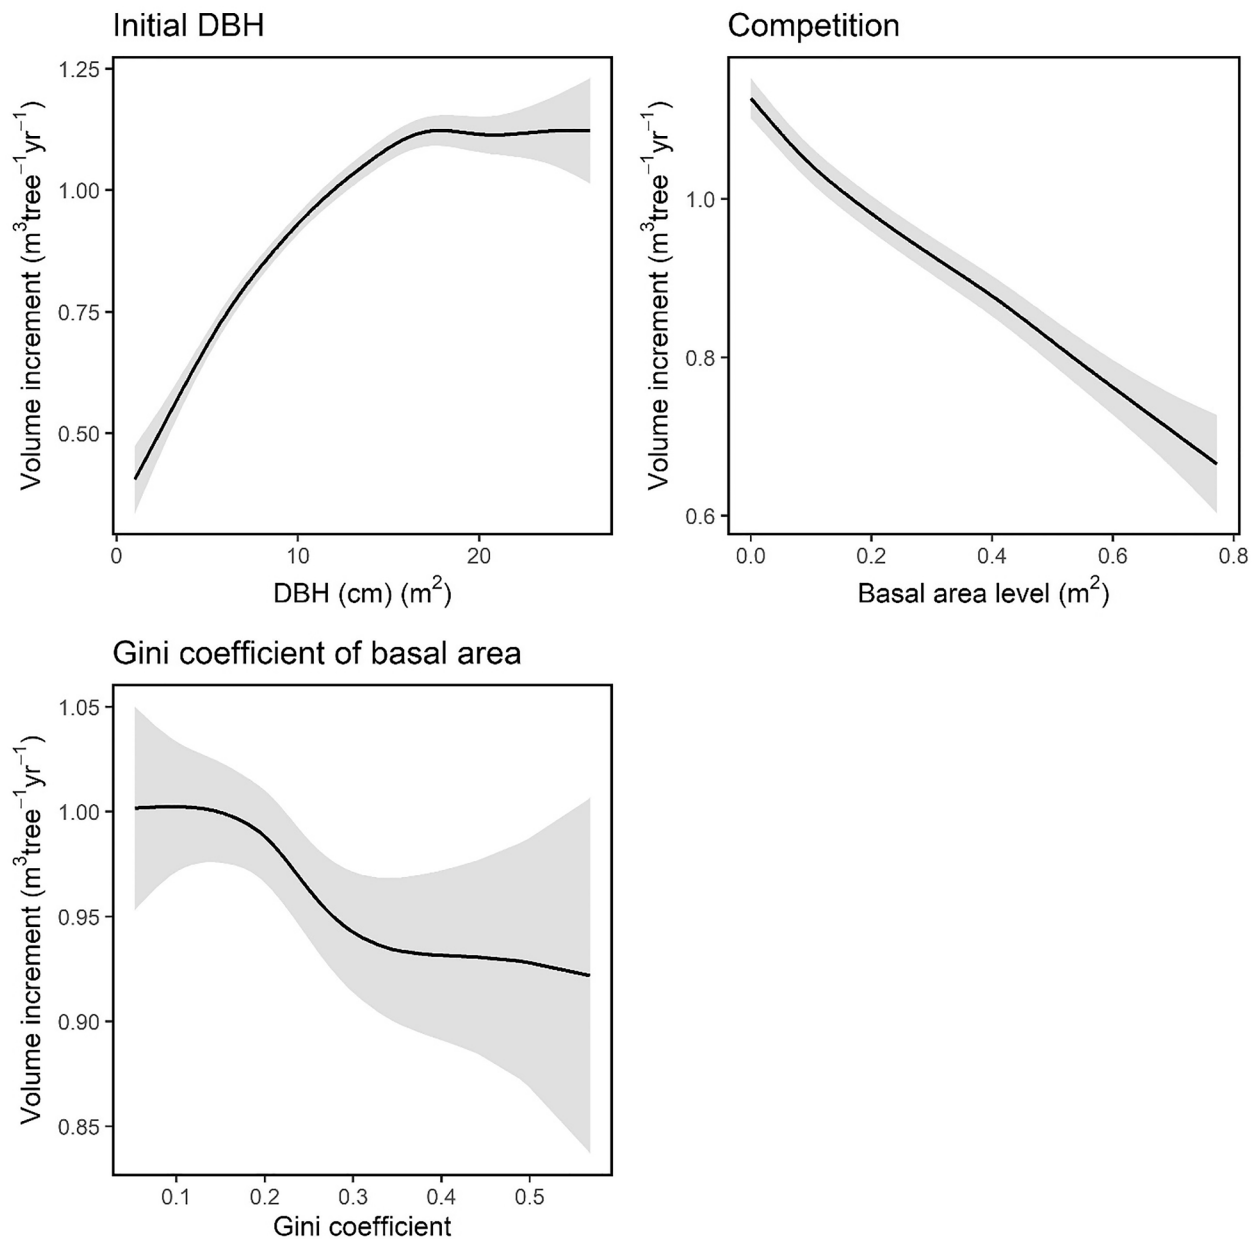 Initial DBH
Volume increment (m³tree⁻¹yr⁻¹)
1.25
1.00
0.75
0.50
0
10
20
DBH (cm) (m²)
Competition
Volume increment (m³tree⁻¹yr⁻¹)
1.0
0.8
0.6
0.0
0.2
0.4
0.6
0.8
Basal area level (m²)
Gini coefficient of basal area
Volume increment (m³tree⁻¹yr⁻¹)
1.05
1.00
0.95
0.90
0.85
0.1
0.2
0.3
0.4
0.5
Gini coefficient